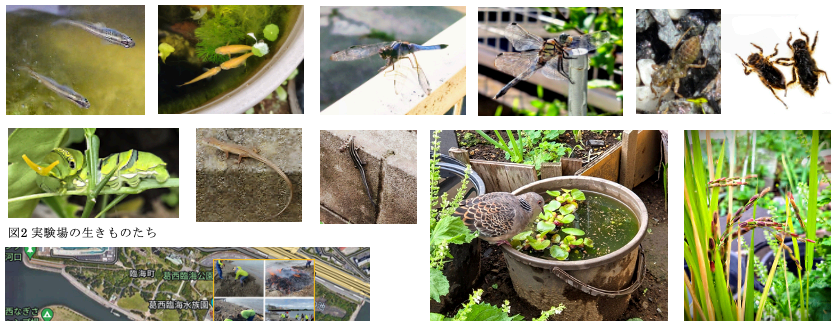 図2 実験場の生きものたち
河口
臨海町
葛西臨海公園
葛西臨海水族園
西なぎさ